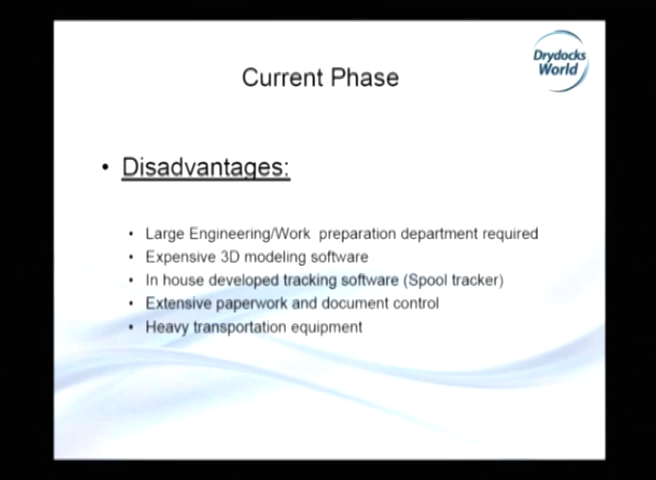 Drydocks
World
Current Phase
• Disadvantages:
• Large Engineering/Work preparation department required
• Expensive 3D modeling software
• In house developed tracking software (Spool tracker)
• Extensive paperwork and document control
• Heavy transportation equipment